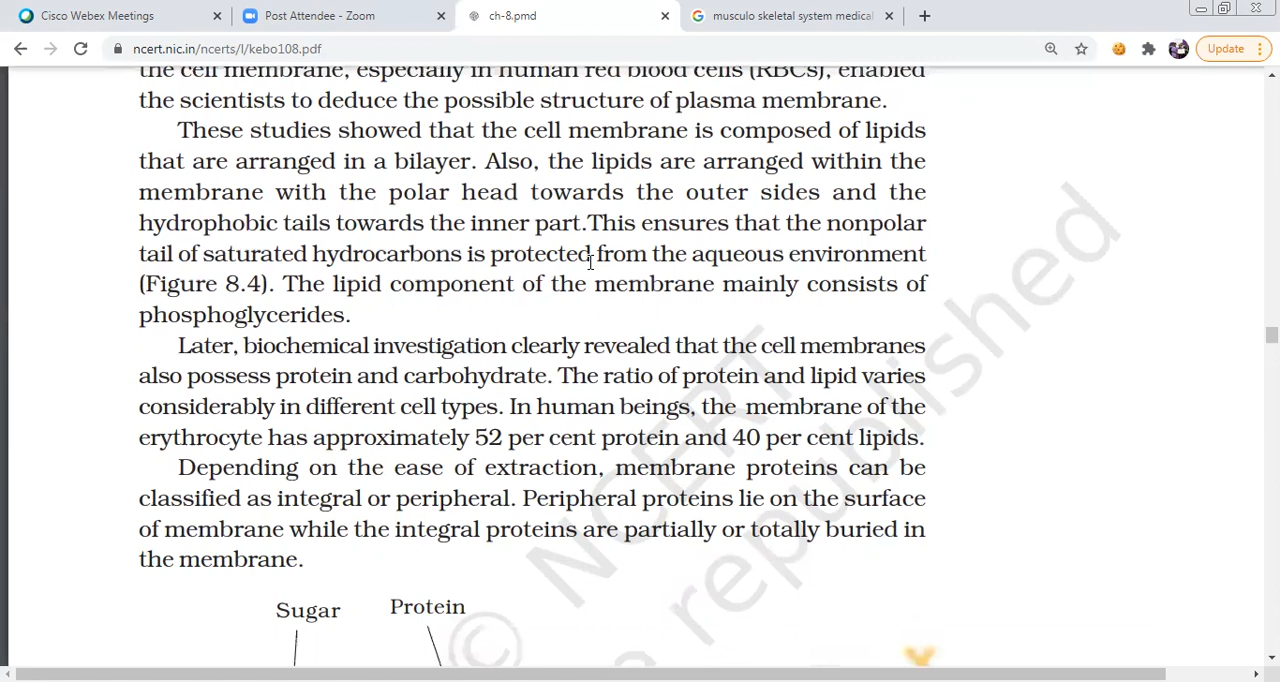 Cisco Webex Meetings
Post Attendee - Zoom
ch-8.pmd
musculo skeletal system medical
ncert.nic.in/ncerts/l/kebo108.pdf
Update
the cell membrane, especially in human red blood cells (RBCs), enabled
the scientists to deduce the possible structure of plasma membrane.
These studies showed that the cell membrane is composed of lipids
that are arranged in a bilayer. Also, the lipids are arranged within the
membrane with the polar head towards the outer sides and the
hydrophobic tails towards the inner part.This ensures that the nonpolar
tail of saturated hydrocarbons is protected from the aqueous environment
(Figure 8.4). The lipid component of the membrane mainly consists of
phosphoglycerides.
Later, biochemical investigation clearly revealed that the cell membranes
also possess protein and carbohydrate. The ratio of protein and lipid varies
considerably in different cell types. In human beings, the membrane of the
erythrocyte has approximately 52 per cent protein and 40 per cent lipids.
Depending on the ease of extraction, membrane proteins can be
classified as integral or peripheral. Peripheral proteins lie on the surface
of membrane while the integral proteins are partially or totally buried in
the membrane.
Sugar Protein
© NCERT
republished